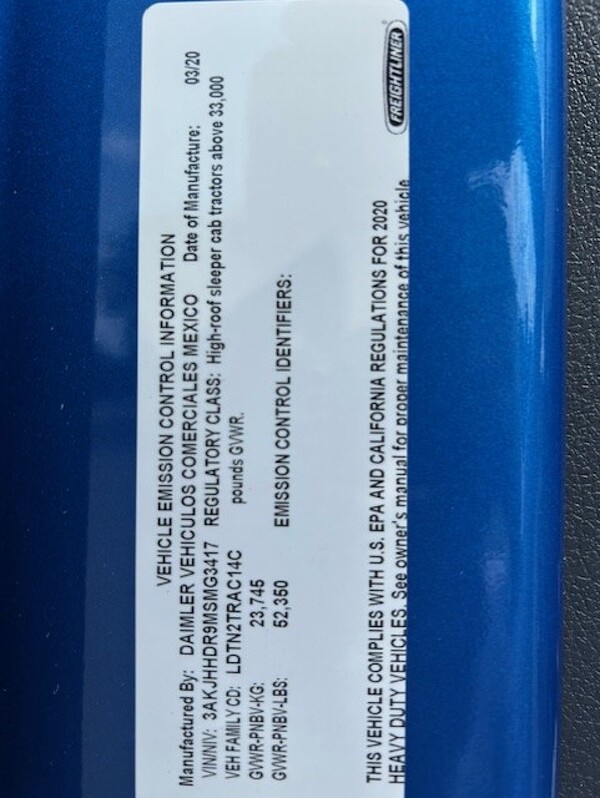 VEHICLE EMISSION CONTROL INFORMATION
Manufactured By: DAIMLER VEHICULOS COMERCIALES MEXICO Date of Manufacture: 03/20
VIN/NIV: 3AKJHHDR9MSMG3417 REGULATORY CLASS: High-roof sleeper cab tractors above 33,000
VEH FAMILY CD: LDTN2TRAC14C pounds GVWR.
GVWR-PNBV-KG: 23,745
GVWR-PNBV-LBS: 52,350 EMISSION CONTROL IDENTIFIERS:
THIS VEHICLE COMPLIES WITH U.S. EPA AND CALIFORNIA REGULATIONS FOR 2020
HEAVY DUTY VEHICLES. See owner's manual for proper maintenance of this vehicle
FREIGHTLINER